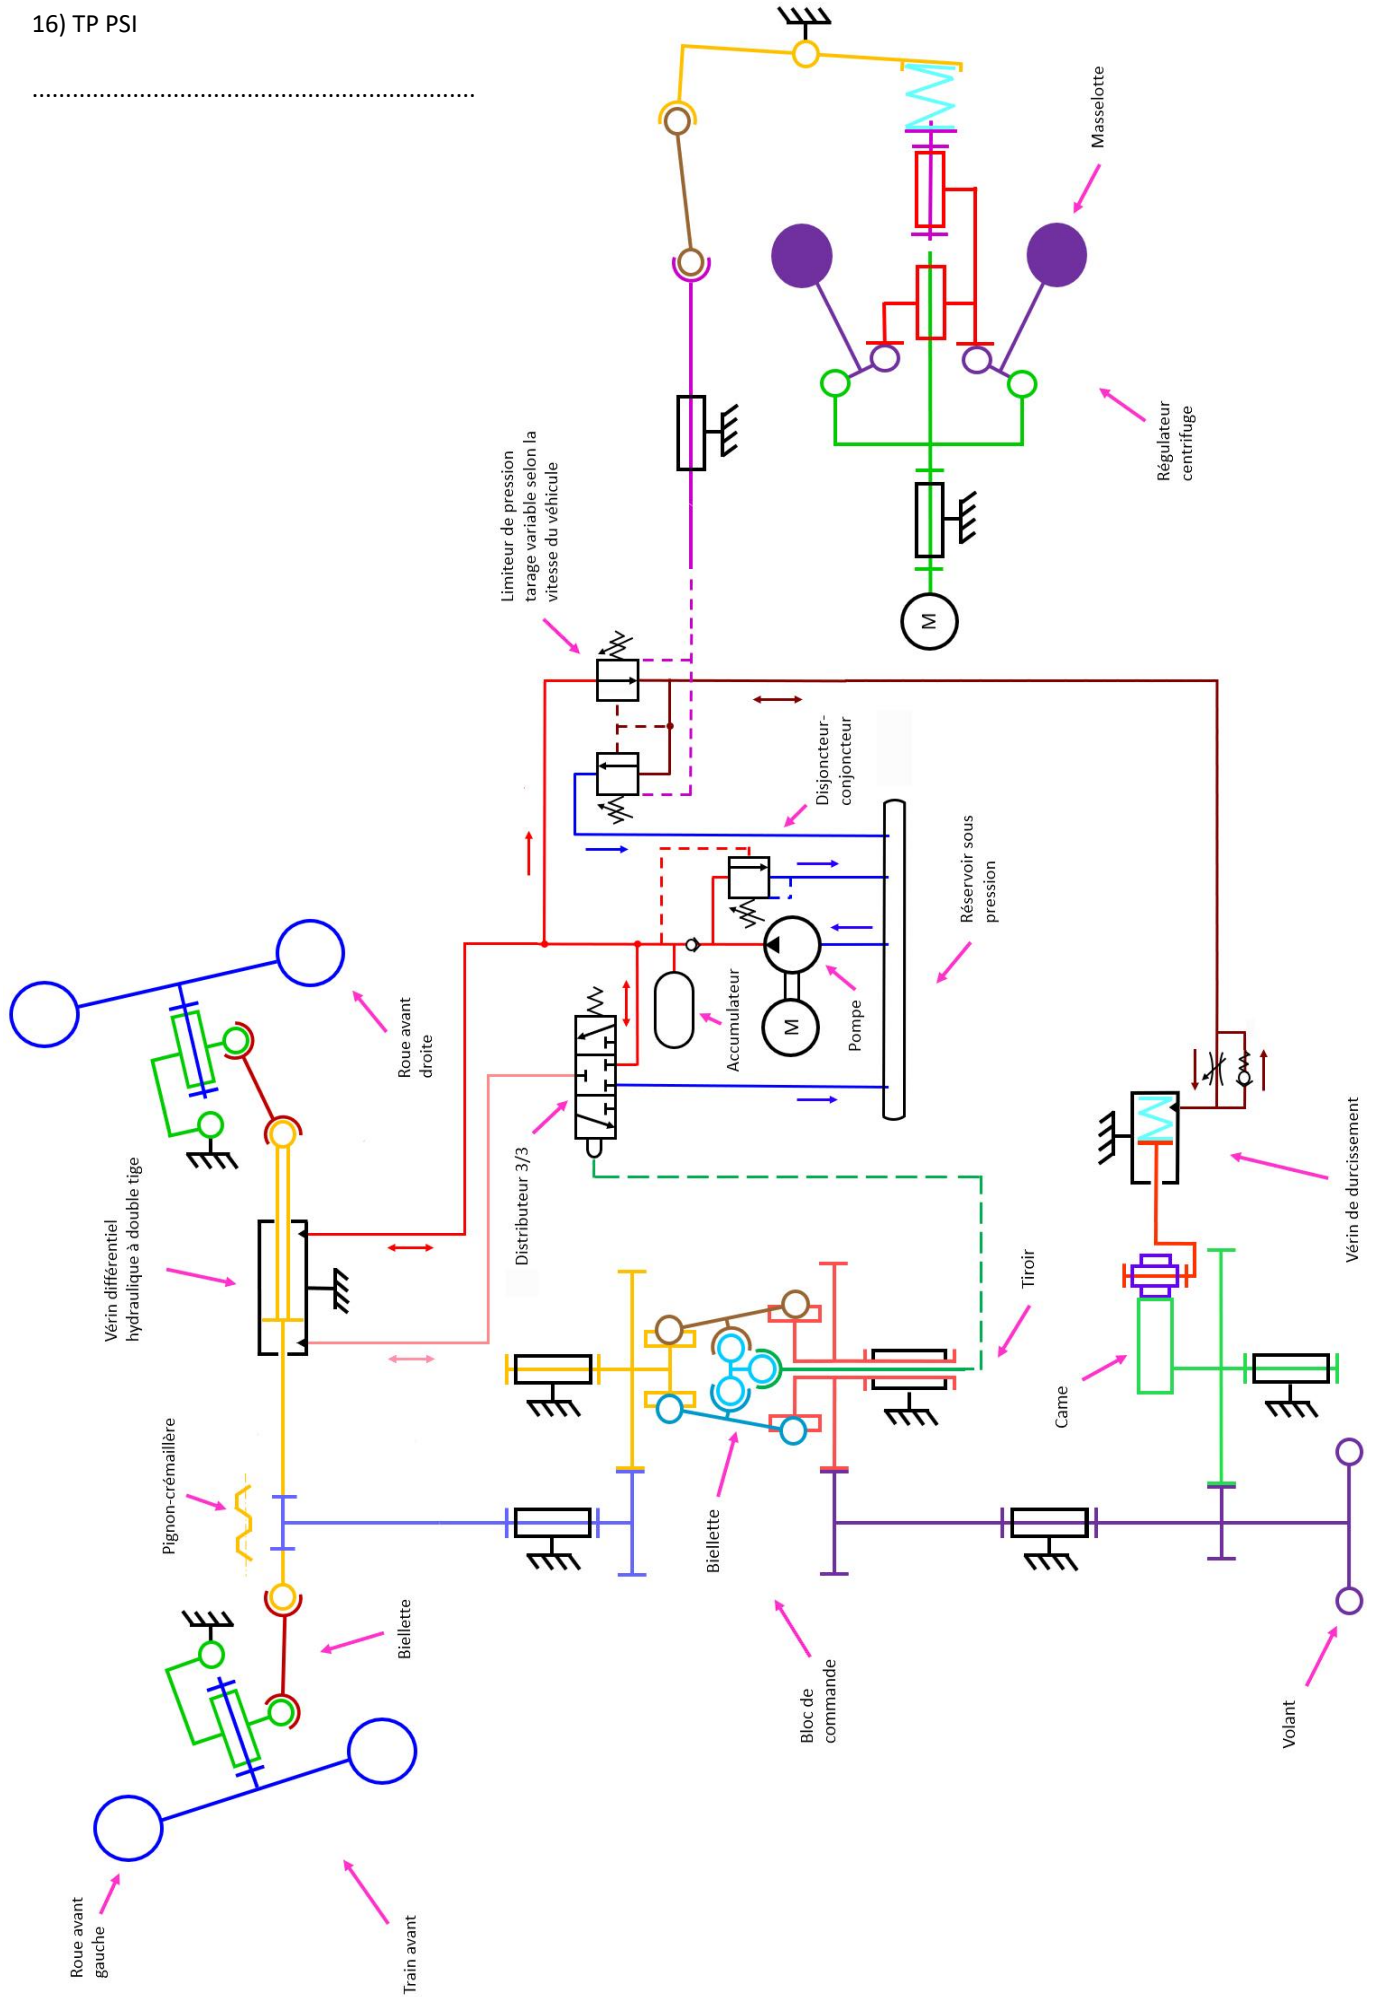 16) TP PSI
...................................................................
Masselotte
Régulateur
centrifuge
Limiteur de pression
tarage variable selon la
vitesse du véhicule
M
Disjoncteur-
conjoncteur
Réservoir sous
pression
Accumulateur
M
Pompe
Roue avant
droite
Distributeur 3/3
Vérin différentiel
hydraulique à double tige
Vérin de durcissement
Tiroir
Came
Pignon-crémaillère
Biellette
Biellette
Bloc de
commande
Volant
Roue avant
gauche
Train avant